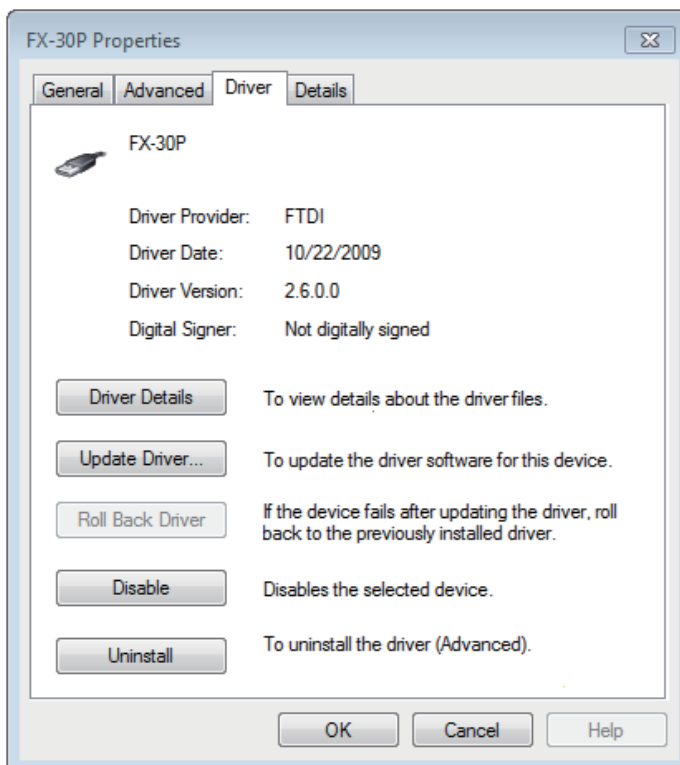 FX-30P Properties
General Advanced Driver Details
FX-30P
Driver Provider: FTDI
Driver Date: 10/22/2009
Driver Version: 2.6.0.0
Digital Signer: Not digitally signed
Driver Details To view details about the driver files.
Update Driver... To update the driver software for this device.
Roll Back Driver If the device fails after updating the driver, roll
back to the previously installed driver.
Disable Disables the selected device.
Uninstall To uninstall the driver (Advanced).
OK Cancel Help